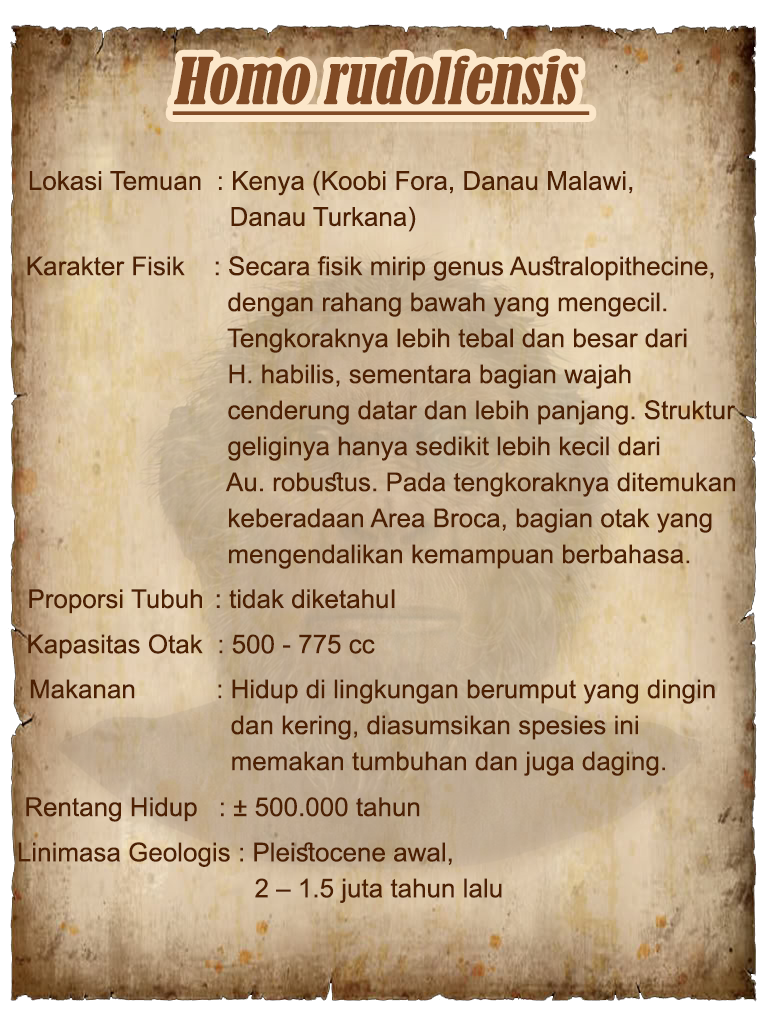 Homo rudolfensis
Lokasi Temuan : Kenya (Koobi Fora, Danau Malawi,
Danau Turkana)
Karakter Fisik : Secara fisik mirip genus Australopithecine,
dengan rahang bawah yang mengecil.
Tengkoraknya lebih tebal dan besar dari
H. habilis, sementara bagian wajah
cenderung datar dan lebih panjang. Struktur
geliginya hanya sedikit lebih kecil dari
Au. robustus. Pada tengkoraknya ditemukan
keberadaan Area Broca, bagian otak yang
mengendalikan kemampuan berbahasa.
Proporsi Tubuh : tidak diketahuI
Kapasitas Otak : 500 - 775 cc
Makanan : Hidup di lingkungan berumput yang dingin
dan kering, diasumsikan spesies ini
memakan tumbuhan dan juga daging.
Rentang Hidup : ± 500.000 tahun
Linimasa Geologis : Pleistocene awal,
2 – 1.5 juta tahun lalu